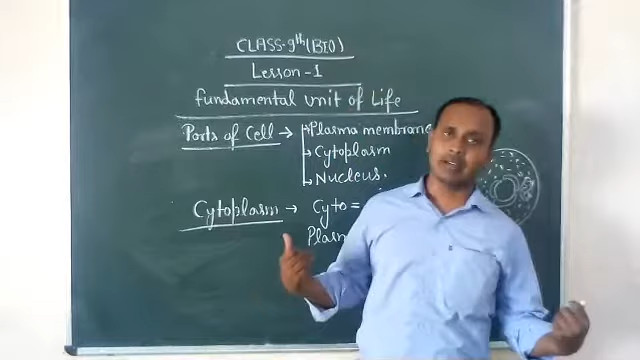 CLASS-9th(BIO)
Lesson-1
fundamental unit of Life
Parts of Cell → Plasma membrane
→ Cytoplasm
→ Nucleus.
Cytoplasm → Cyto =
Plasm